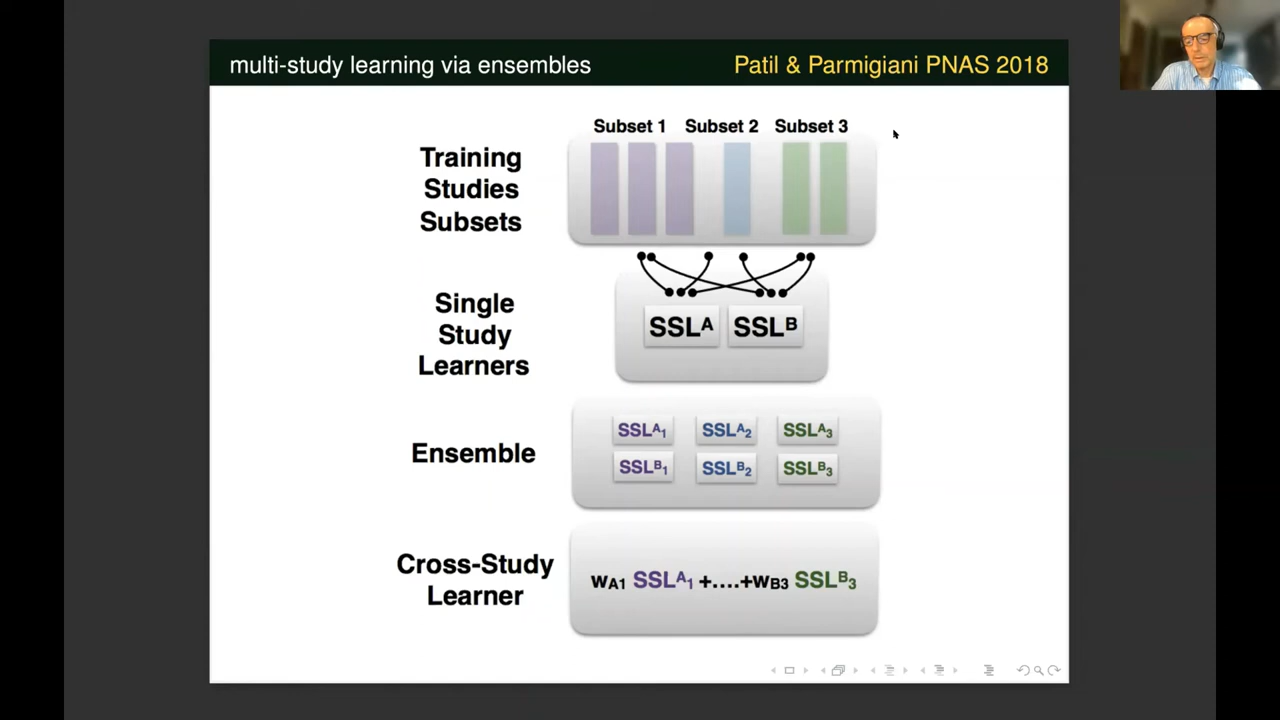 multi-study learning via ensembles
Patil & Parmigiani PNAS 2018
Subset 1 Subset 2 Subset 3
Training
Studies
Subsets
Single
Study
Learners
SSLA SSLB
Ensemble
SSLA1 SSLA2 SSLA3
SSLB1 SSLB2 SSLB3
Cross-Study
Learner
wA1 SSLA1 +....+wB3 SSLB3